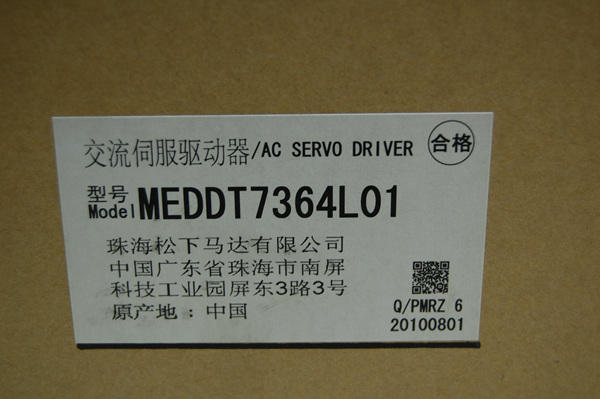 交流伺服驱动器/AC SERVO DRIVER 合格
型号
Model MEDDT7364L01
珠海松下马达有限公司
中国广东省珠海市南屏
科技工业园屏东3路3号
原产地:中国
Q/PMRZ 6
20100801